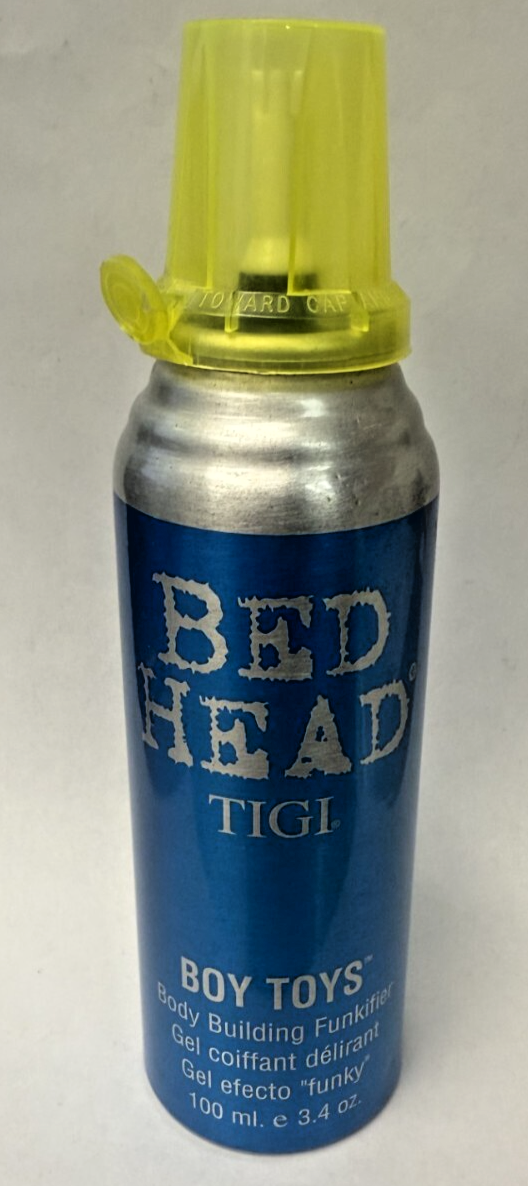 TOWARD CAP
BED
HEAD®
TIGI®
BOY TOYS™
Body Building Funkifier
Gel coiffant délirant
Gel efecto "funky"
100 ml. e 3.4 oz.